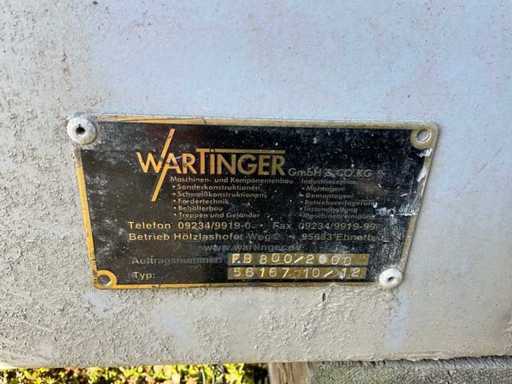 WARTINGER GmbH & CO.KG
Maschinen- und Komponentenbau
• Sonderkonstruktionen • Montagen
• Schweißkonstruktionen • Demontagen
• Fördertechnik
• Behälterbau
• Treppen und Geländer
Telefon 09234/9919-0 • Fax 09234/9919-99
Betrieb Hölzlashofer Weg 95683 Ebnath
www.wartinger.de
Auftragsnummer: FB 800/2000
Typ: 56167-10/12